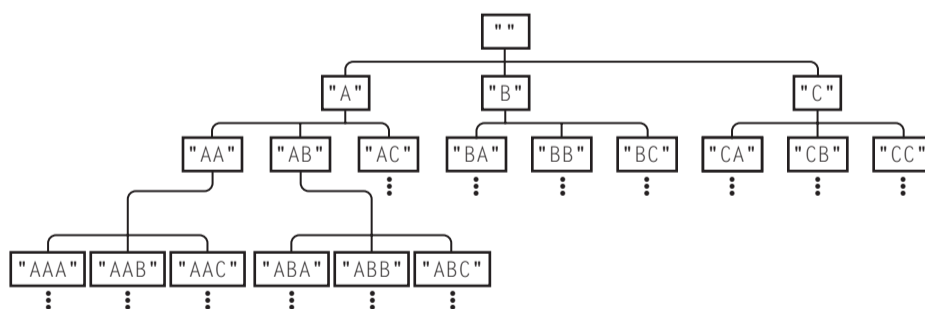 " "
"A" "B" "C"
"AA" "AB" "AC" "BA" "BB" "BC" "CA" "CB" "CC"
"AAA" "AAB" "AAC" "ABA" "ABB" "ABC"